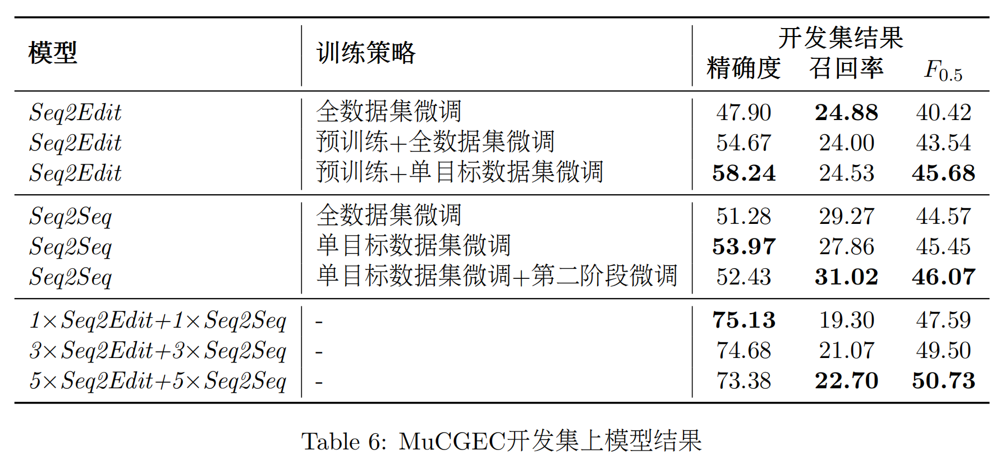 开发集结果
模型 训练策略 精确度 召回率 F0.5
Seq2Edit 全数据集微调 47.90 24.88 40.42
Seq2Edit 预训练+全数据集微调 54.67 24.00 43.54
Seq2Edit 预训练+单目标数据集微调 58.24 24.53 45.68
Seq2Seq 全数据集微调 51.28 29.27 44.57
Seq2Seq 单目标数据集微调 53.97 27.86 45.45
Seq2Seq 单目标数据集微调+第二阶段微调 52.43 31.02 46.07
1×Seq2Edit+1×Seq2Seq - 75.13 19.30 47.59
3×Seq2Edit+3×Seq2Seq - 74.68 21.07 49.50
5×Seq2Edit+5×Seq2Seq - 73.38 22.70 50.73
Table 6: MuCGEC开发集上模型结果